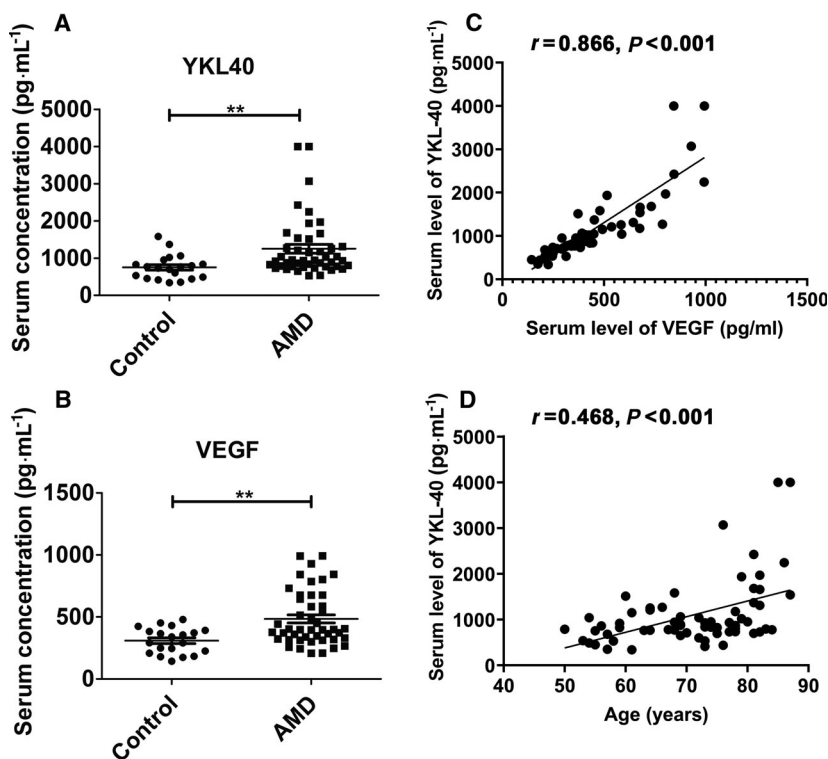 A
YKL40
**
Serum concentration (pg·mL⁻¹)
5000
4000
3000
2000
1000
0
Control
AMD
B
VEGF
**
Serum concentration (pg·mL⁻¹)
1500
1000
500
0
Control
AMD
C
r=0.866, P<0.001
Serum level of YKL-40 (pg·mL⁻¹)
5000
4000
3000
2000
1000
0
0 500 1000 1500
Serum level of VEGF (pg/ml)
D
r=0.468, P<0.001
Serum level of YKL-40 (pg·mL⁻¹)
5000
4000
3000
2000
1000
0
40 50 60 70 80 90
Age (years)